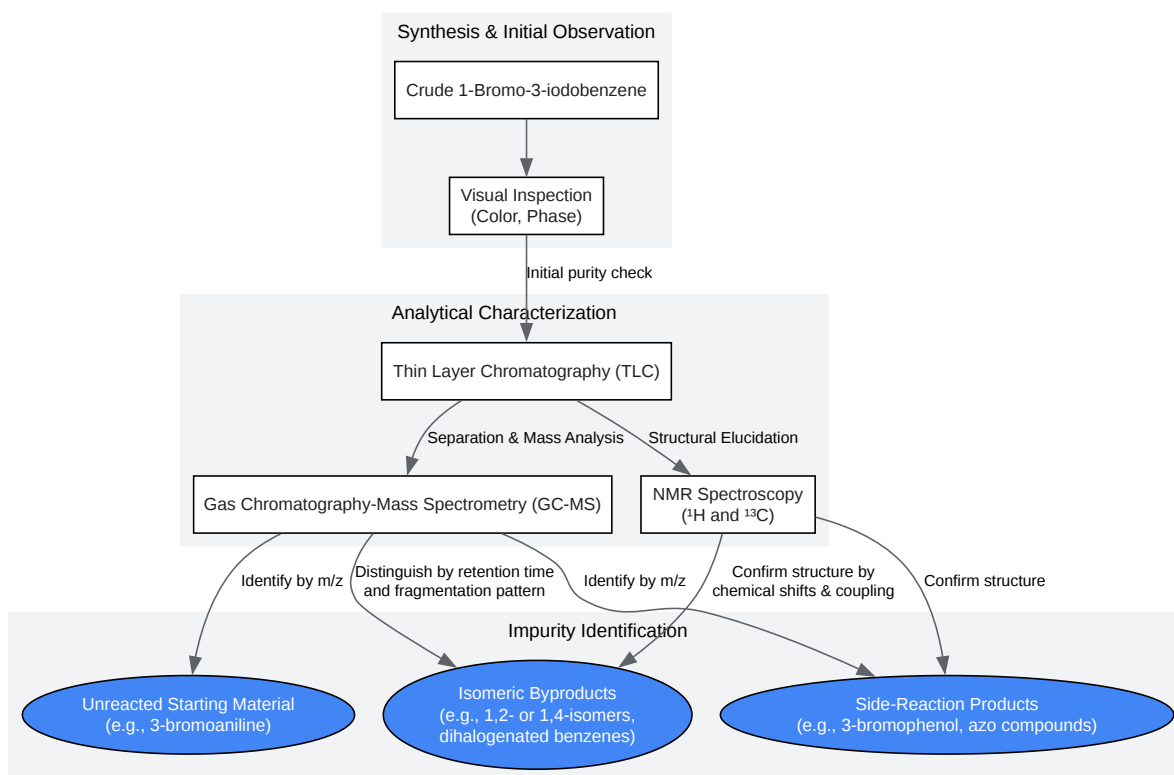 Synthesis & Initial Observation
Crude 1-Bromo-3-iodobenzene
Visual Inspection
(Color, Phase)
Initial purity check
Analytical Characterization
Thin Layer Chromatography (TLC)
Separation & Mass Analysis
Structural Elucidation
Gas Chromatography-Mass Spectrometry (GC-MS)
NMR Spectroscopy
(¹H and ¹³C)
Identify by m/z
Distinguish by retention time
and fragmentation pattern
Identify by m/z
Confirm structure by
chemical shifts & coupling
Confirm structure
Impurity Identification
Unreacted Starting Material
(e.g., 3-bromoaniline)
Isomeric Byproducts
(e.g., 1,2- or 1,4-isomers,
dihalogenated benzenes)
Side-Reaction Products
(e.g., 3-bromophenol, azo compounds)